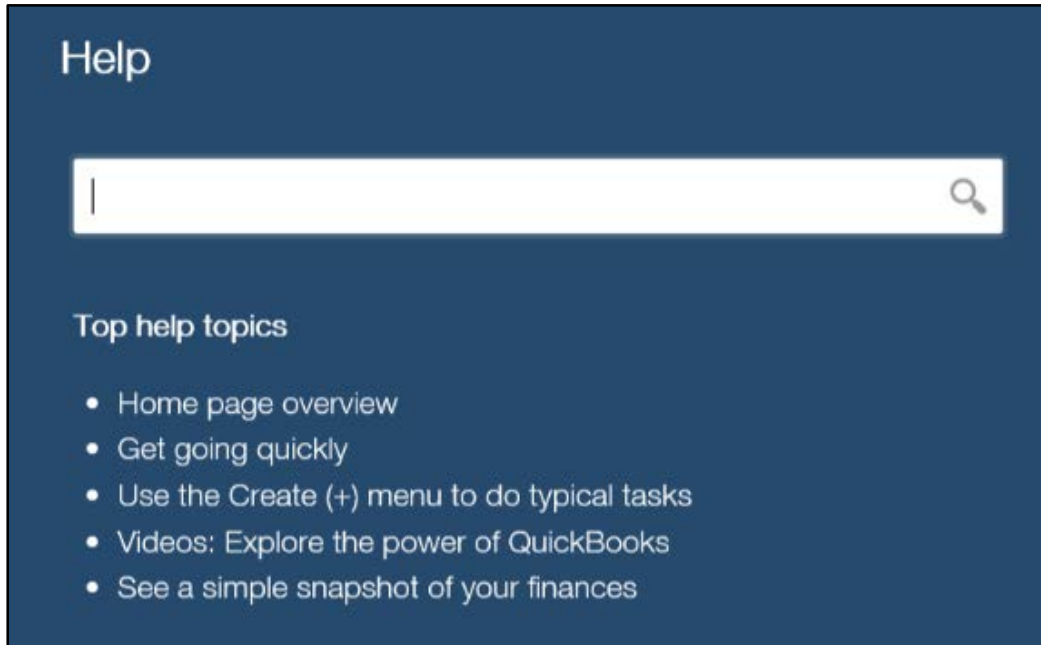 Help
Top help topics
• Home page overview
• Get going quickly
• Use the Create (+) menu to do typical tasks
• Videos: Explore the power of QuickBooks
• See a simple snapshot of your finances